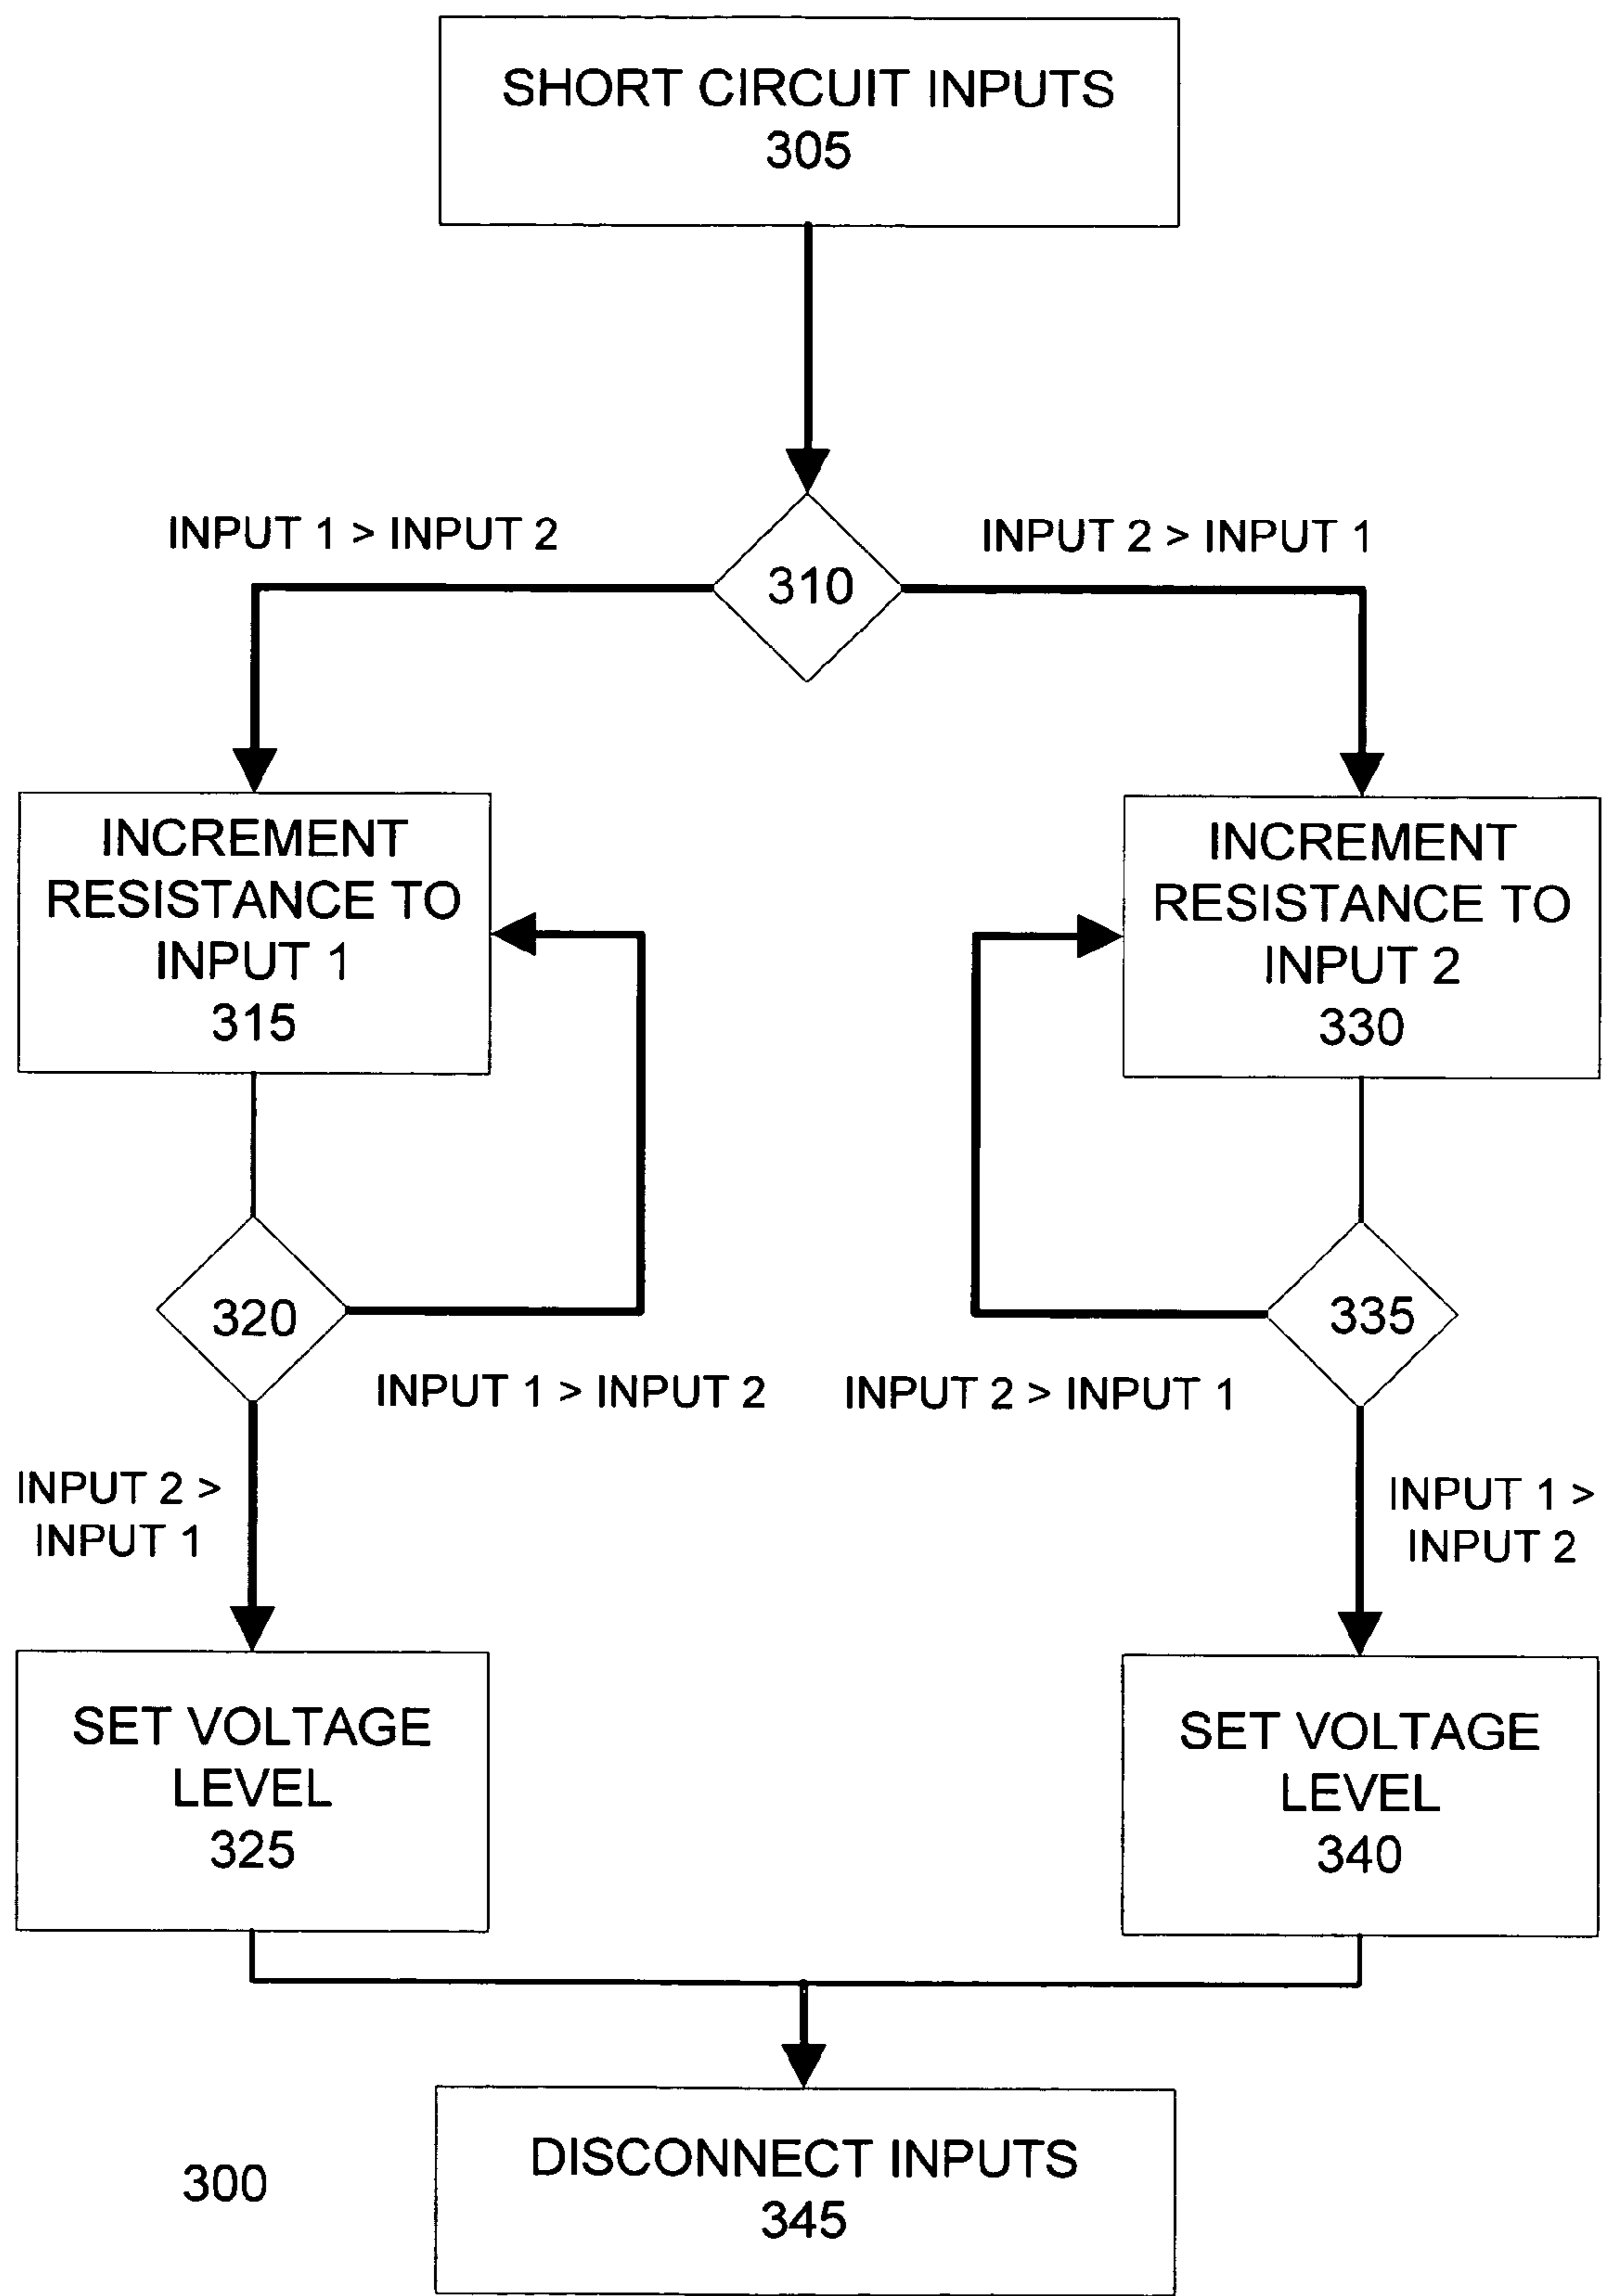 SHORT CIRCUIT INPUTS
305
INPUT 1 > INPUT 2
INPUT 2 > INPUT 1
310
INCREMENT
RESISTANCE TO
INPUT 1
315
INCREMENT
RESISTANCE TO
INPUT 2
330
320
335
INPUT 1 > INPUT 2
INPUT 2 > INPUT 1
INPUT 2 >
INPUT 1
INPUT 1 >
INPUT 2
SET VOLTAGE
LEVEL
325
SET VOLTAGE
LEVEL
340
300
DISCONNECT INPUTS
345